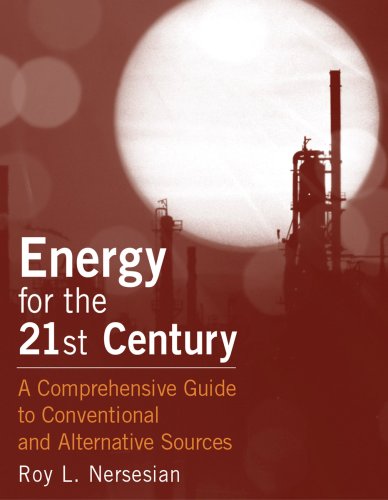 Energy
for the
21st Century
A Comprehensive Guide
to Conventional
and Alternative Sources
Roy L. Nersesian